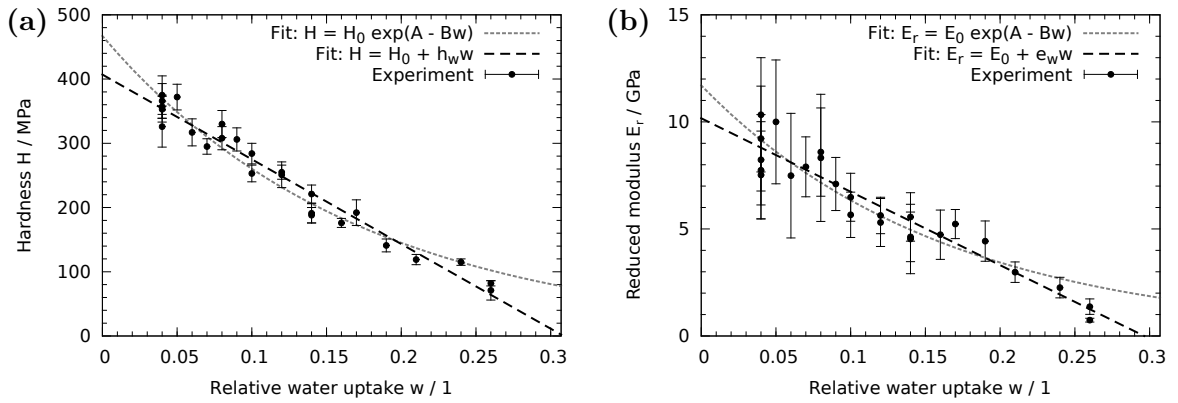 (a)
Hardness H / MPa
500
400
300
200
100
0
0 0.05 0.1 0.15 0.2 0.25 0.3
Relative water uptake w / 1
Fit: H = H₀ exp(A - Bw)
Fit: H = H₀ + h_w w
Experiment
(b)
Reduced modulus Eᵣ / GPa
15
10
5
0
0 0.05 0.1 0.15 0.2 0.25 0.3
Relative water uptake w / 1
Fit: Eᵣ = E₀ exp(A - Bw)
Fit: Eᵣ = E₀ + e_w w
Experiment